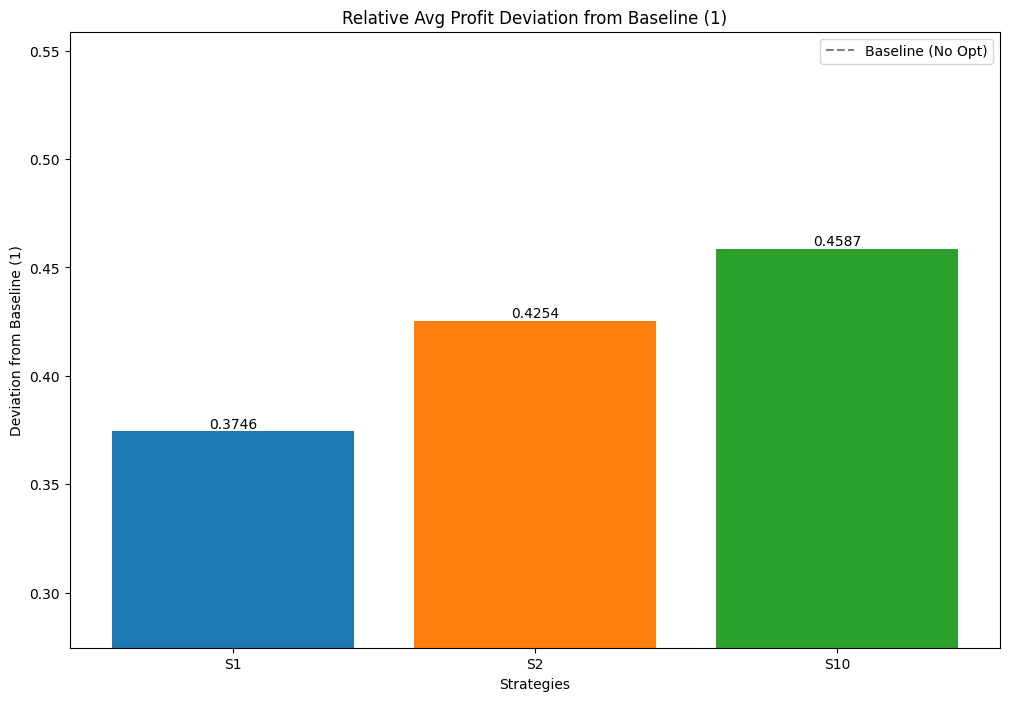 Relative Avg Profit Deviation from Baseline (1)
Baseline (No Opt)
Deviation from Baseline (1)
0.55
0.50
0.45
0.40
0.35
0.30
0.3746
0.4254
0.4587
S1
S2
S10
Strategies